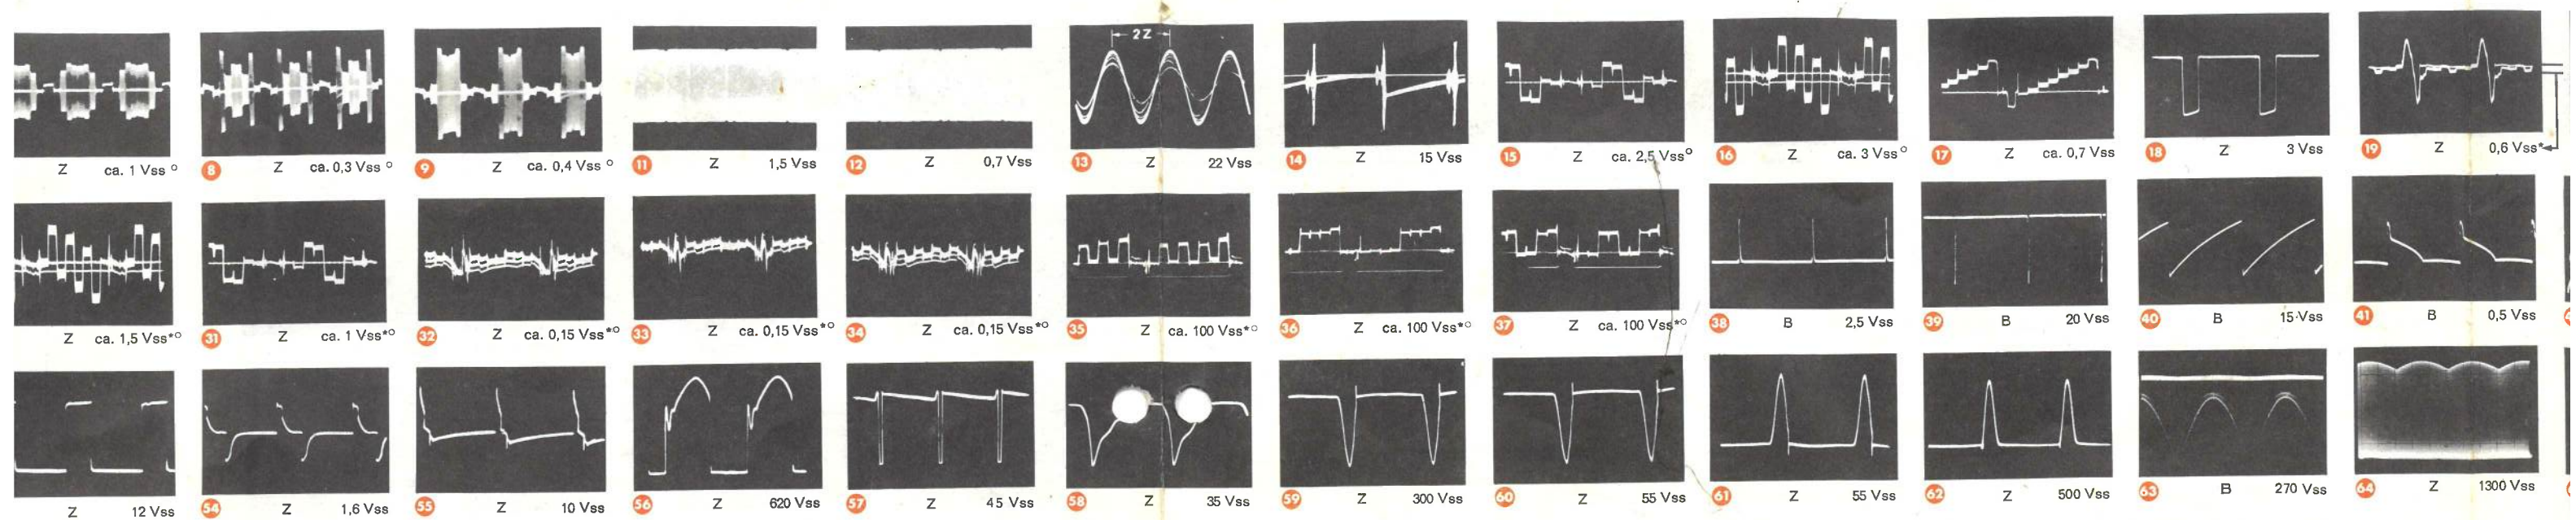 2 Z
Z ca. 1 Vss °
8 Z ca. 0,3 Vss °
9 Z ca. 0,4 Vss °
11 Z 1,5 Vss
12 Z 0,7 Vss
13 Z 22 Vss
14 Z 15 Vss
15 Z ca. 2,5 Vss°
16 Z ca. 3 Vss °
17 Z ca. 0,7 Vss
18 Z 3 Vss
19 Z 0,6 Vss*
Z ca. 1,5 Vss*°
31 Z ca. 1 Vss*°
32 Z ca. 0,15 Vss*°
33 Z ca. 0,15 Vss*°
34 Z ca. 0,15 Vss*°
35 Z ca. 100 Vss*°
36 Z ca. 100 Vss*°
37 Z ca. 100 Vss*°
38 B 2,5 Vss
39 B 20 Vss
40 B 15 Vss
41 B 0,5 Vss
Z 12 Vss
54 Z 1,6 Vss
55 Z 10 Vss
56 Z 620 Vss
57 Z 45 Vss
58 Z 35 Vss
59 Z 300 Vss
60 Z 55 Vss
61 Z 55 Vss
62 Z 500 Vss
63 B 270 Vss
64 Z 1300 Vss